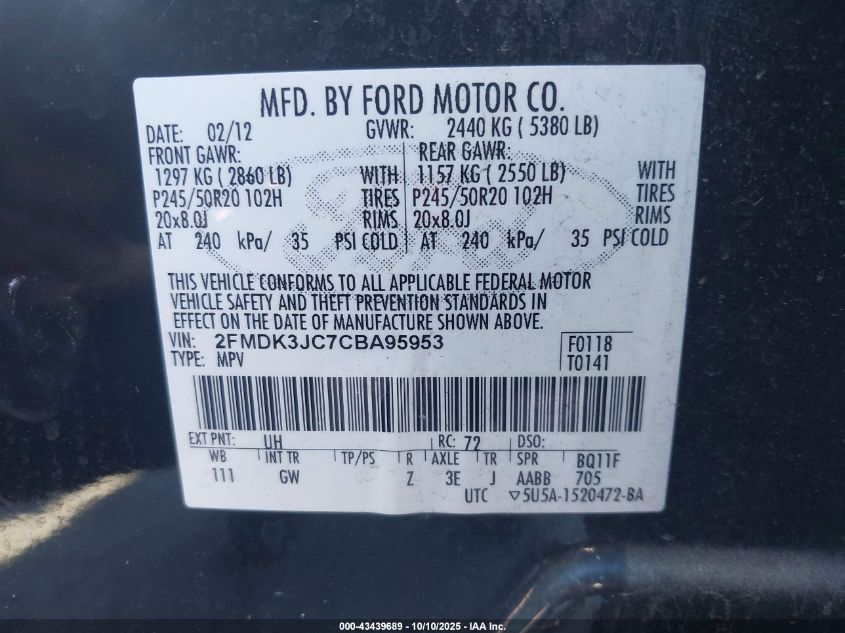 MFD. BY FORD MOTOR CO.
DATE: 02/12 GVWR: 2440 KG ( 5380 LB)
FRONT GAWR: REAR GAWR:
1297 KG ( 2860 LB) WITH 1157 KG ( 2550 LB) WITH
P245/50R20 102H TIRES P245/50R20 102H TIRES
20x8.0J RIMS 20x8.0J RIMS
AT 240 kPa/ 35 PSI COLD AT 240 kPa/ 35 PSI COLD
THIS VEHICLE CONFORMS TO ALL APPLICABLE FEDERAL MOTOR
VEHICLE SAFETY AND THEFT PREVENTION STANDARDS IN
EFFECT ON THE DATE OF MANUFACTURE SHOWN ABOVE.
VIN: 2FMDK3JC7CBA95953 F0118
TYPE: MPV T0141
EXT PNT: UH RC: 72 DSO:
WB INT TR TP/PS R AXLE TR SPR BQ11F
111 GW Z 3E J AABB 705
UTC ▽5U5A-1520472-BA
000-43439689 - 10/10/2025 - IAA Inc.